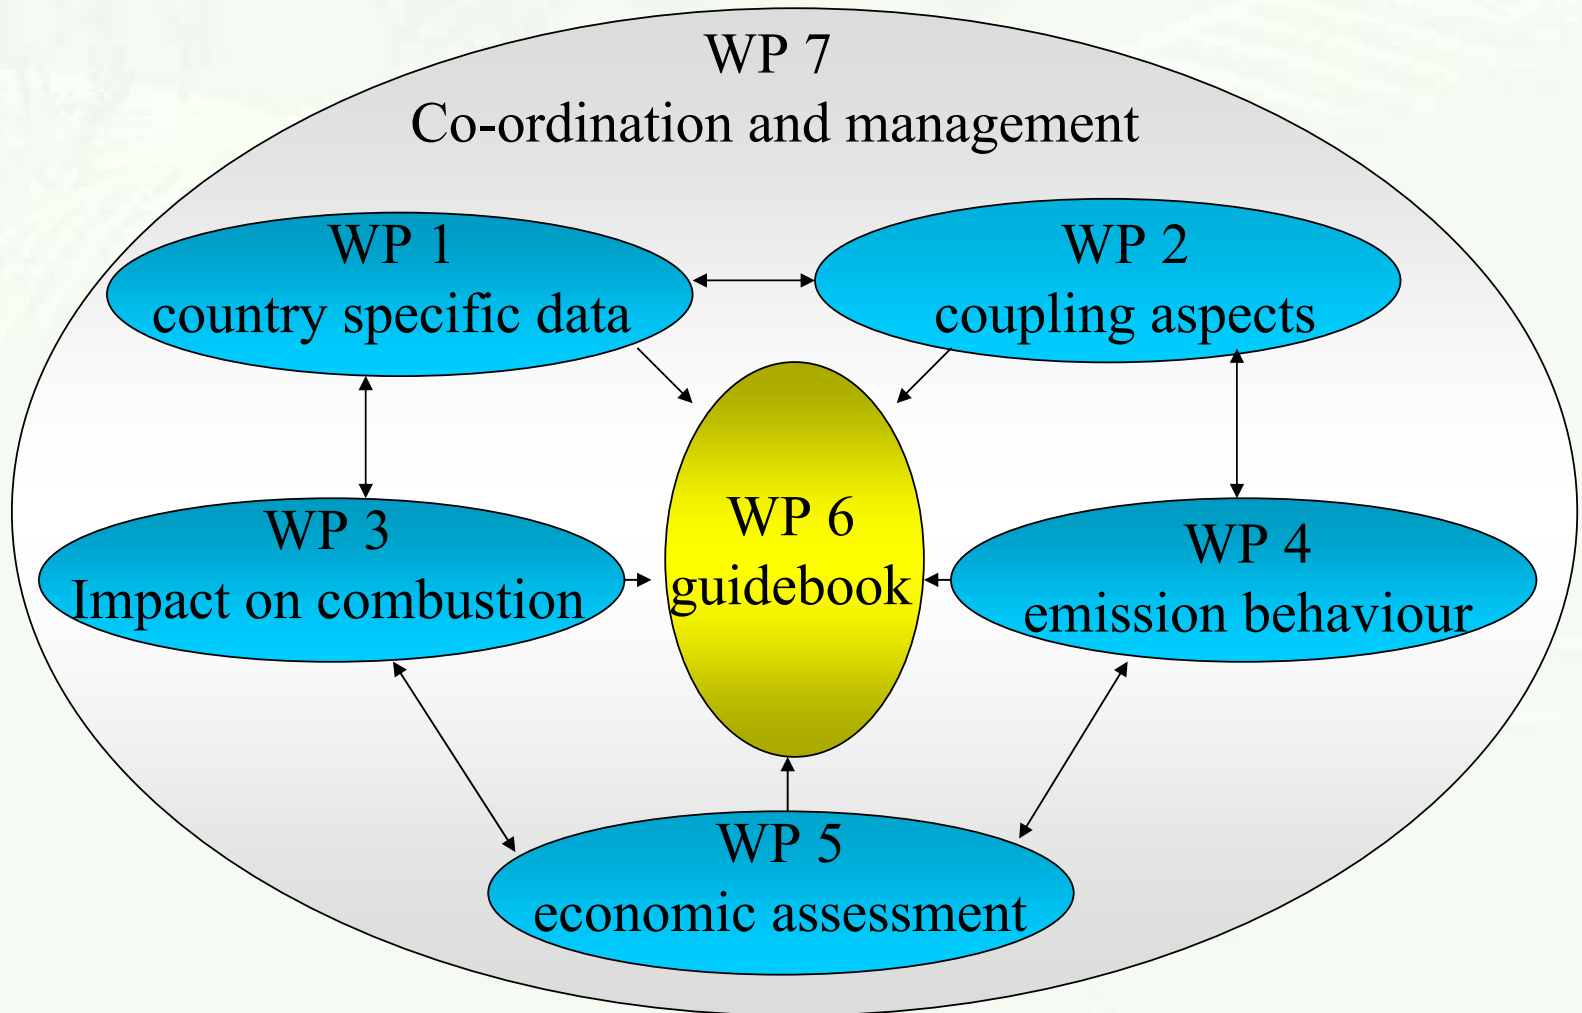 WP 7
Co-ordination and management
WP 1
country specific data
WP 2
coupling aspects
WP 3
Impact on combustion
WP 6
guidebook
WP 4
emission behaviour
WP 5
economic assessment